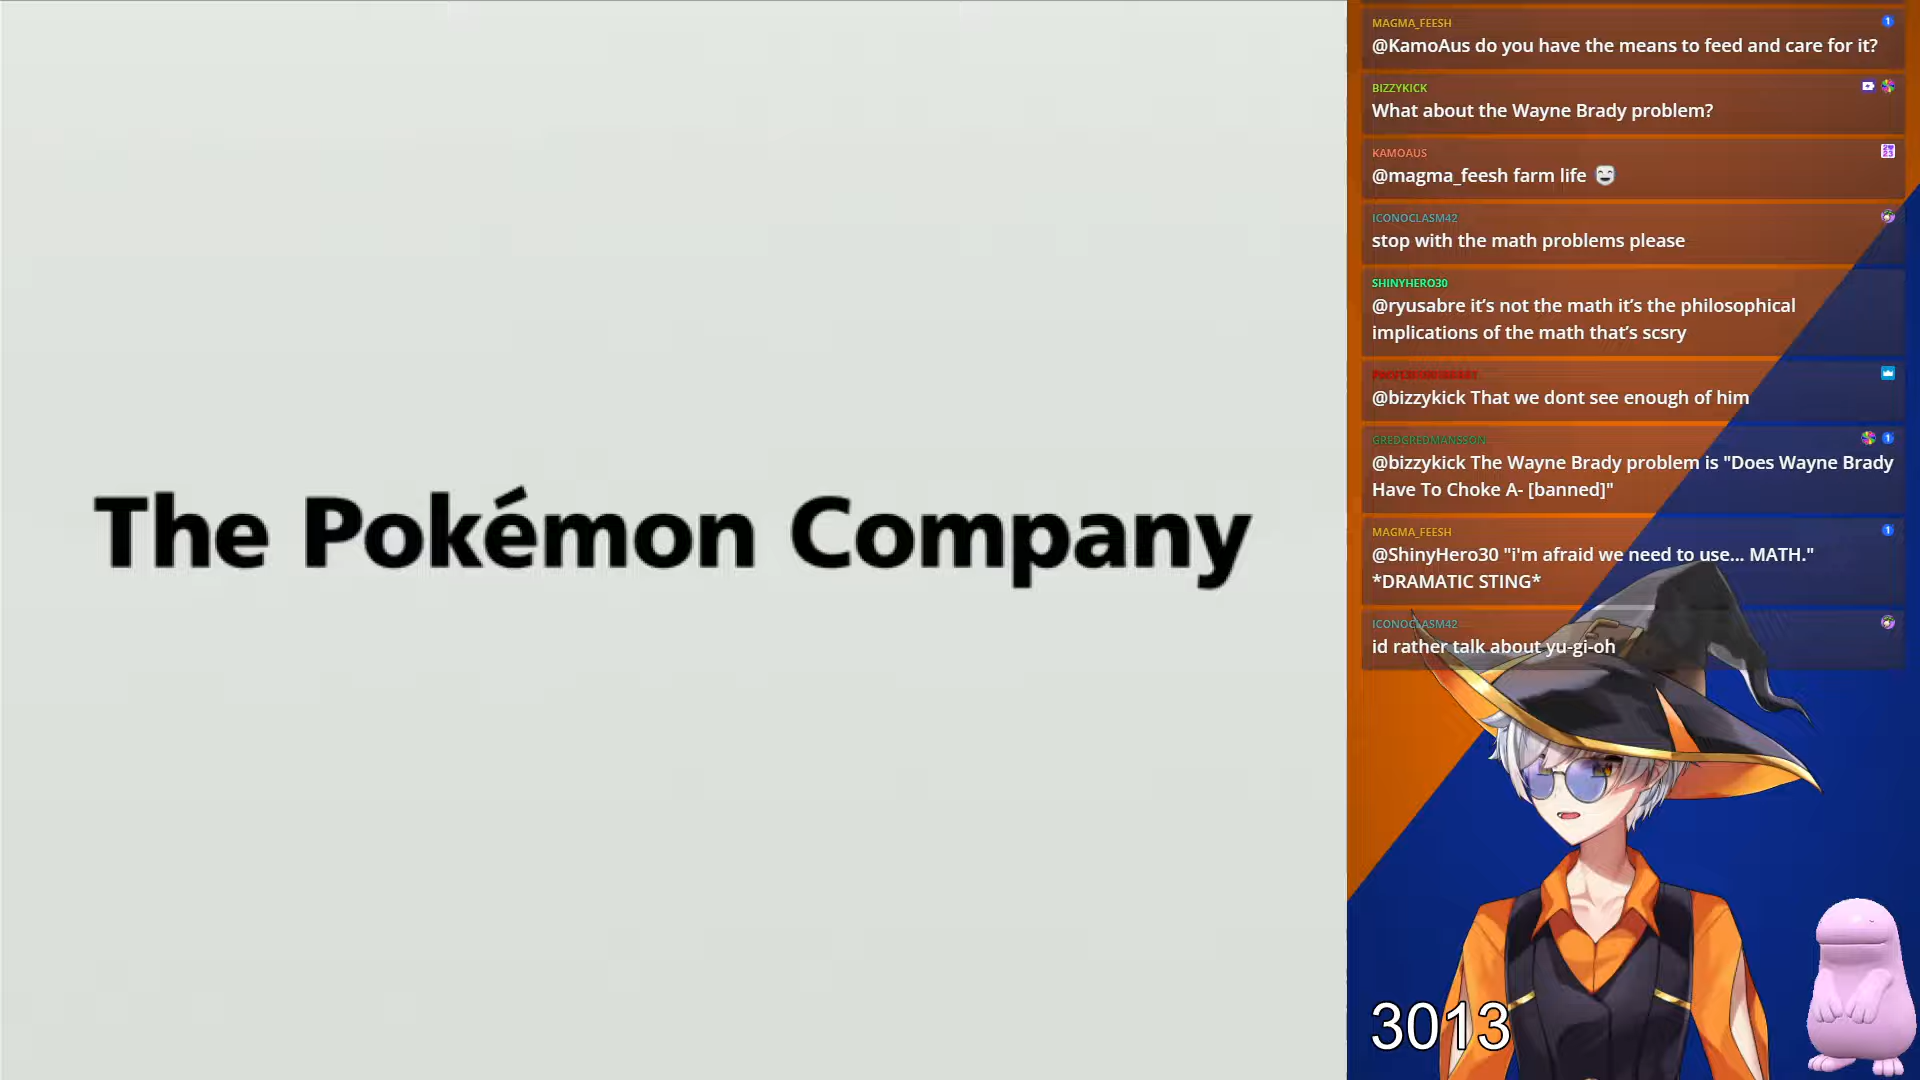 The Pokémon Company
MAGMA_FEESH
@KamoAus do you have the means to feed and care for it?
BIZZYKICK
What about the Wayne Brady problem?
KAMOAUS
@magma_feesh farm life
ICONOCLASM42
stop with the math problems please
SHINYHERO30
@ryusabre it’s not the math it’s the philosophical
implications of the math that’s scsry
@bizzykick That we dont see enough of him
GREDGREDMANSSON
@bizzykick The Wayne Brady problem is "Does Wayne Brady
Have To Choke A- [banned]"
MAGMA_FEESH
@ShinyHero30 "i'm afraid we need to use... MATH."
*DRAMATIC STING*
ICONOCLASM42
id rather talk about yu-gi-oh
3013